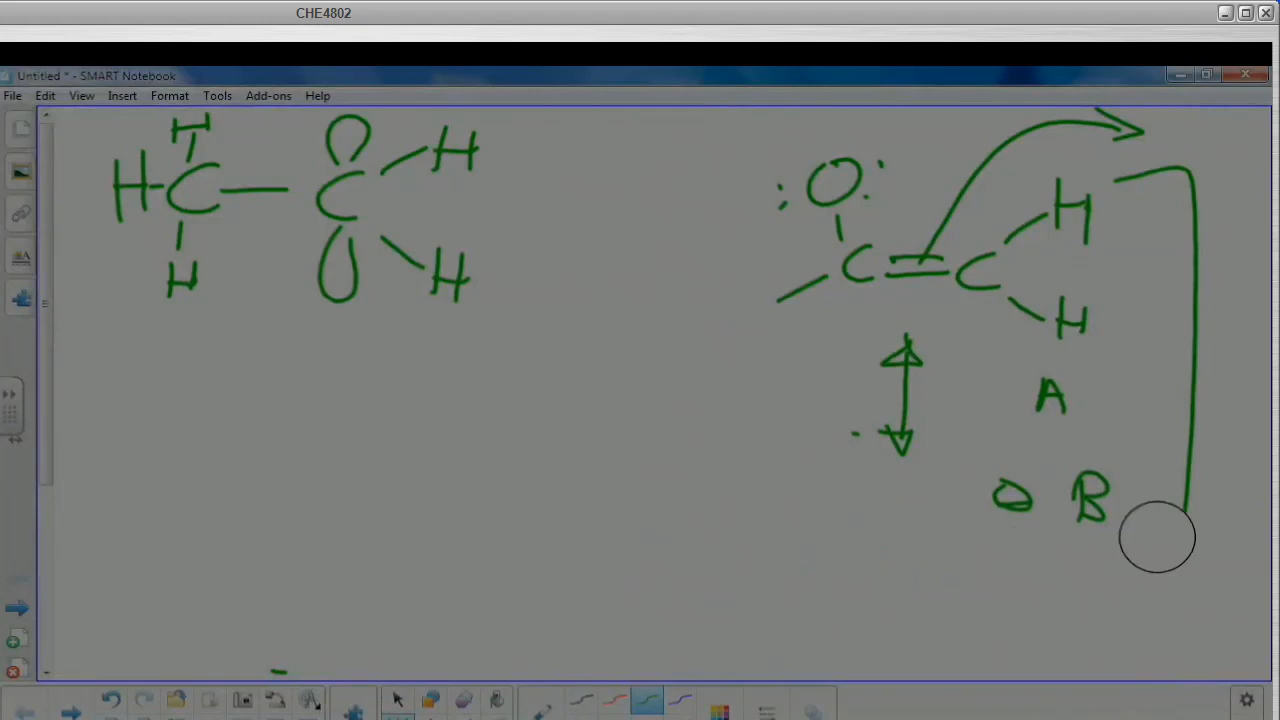 CHE4802
Untitled * - SMART Notebook
File Edit View Insert Format Tools Add-ons Help
H
H - C — C H
H H
: O :
C = C H
H
A
B